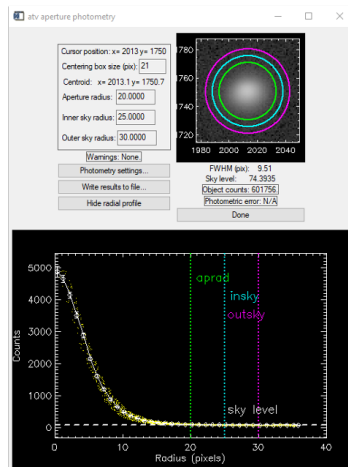 atv aperture photometry
Cursor position: x= 2013 y= 1750
Centering box size (pix): 21
Centroid: x= 2013.1 y= 1750.7
Aperture radius: 20.0000
Inner sky radius: 25.0000
Outer sky radius: 30.0000
Warnings: None.
Photometry settings...
Write results to file...
Hide radial profile
1780
1760
1740
1720
1986 2013 2040
FWHM (pix): 9.51
Sky level: 74.3935
Object counts: 601756.
Photometric error: N/A
Done
5000
4000
3000
2000
1000
0
Counts
aprad
insky
outsky
sky level
0 10 20 30 40
Radius (pixels)